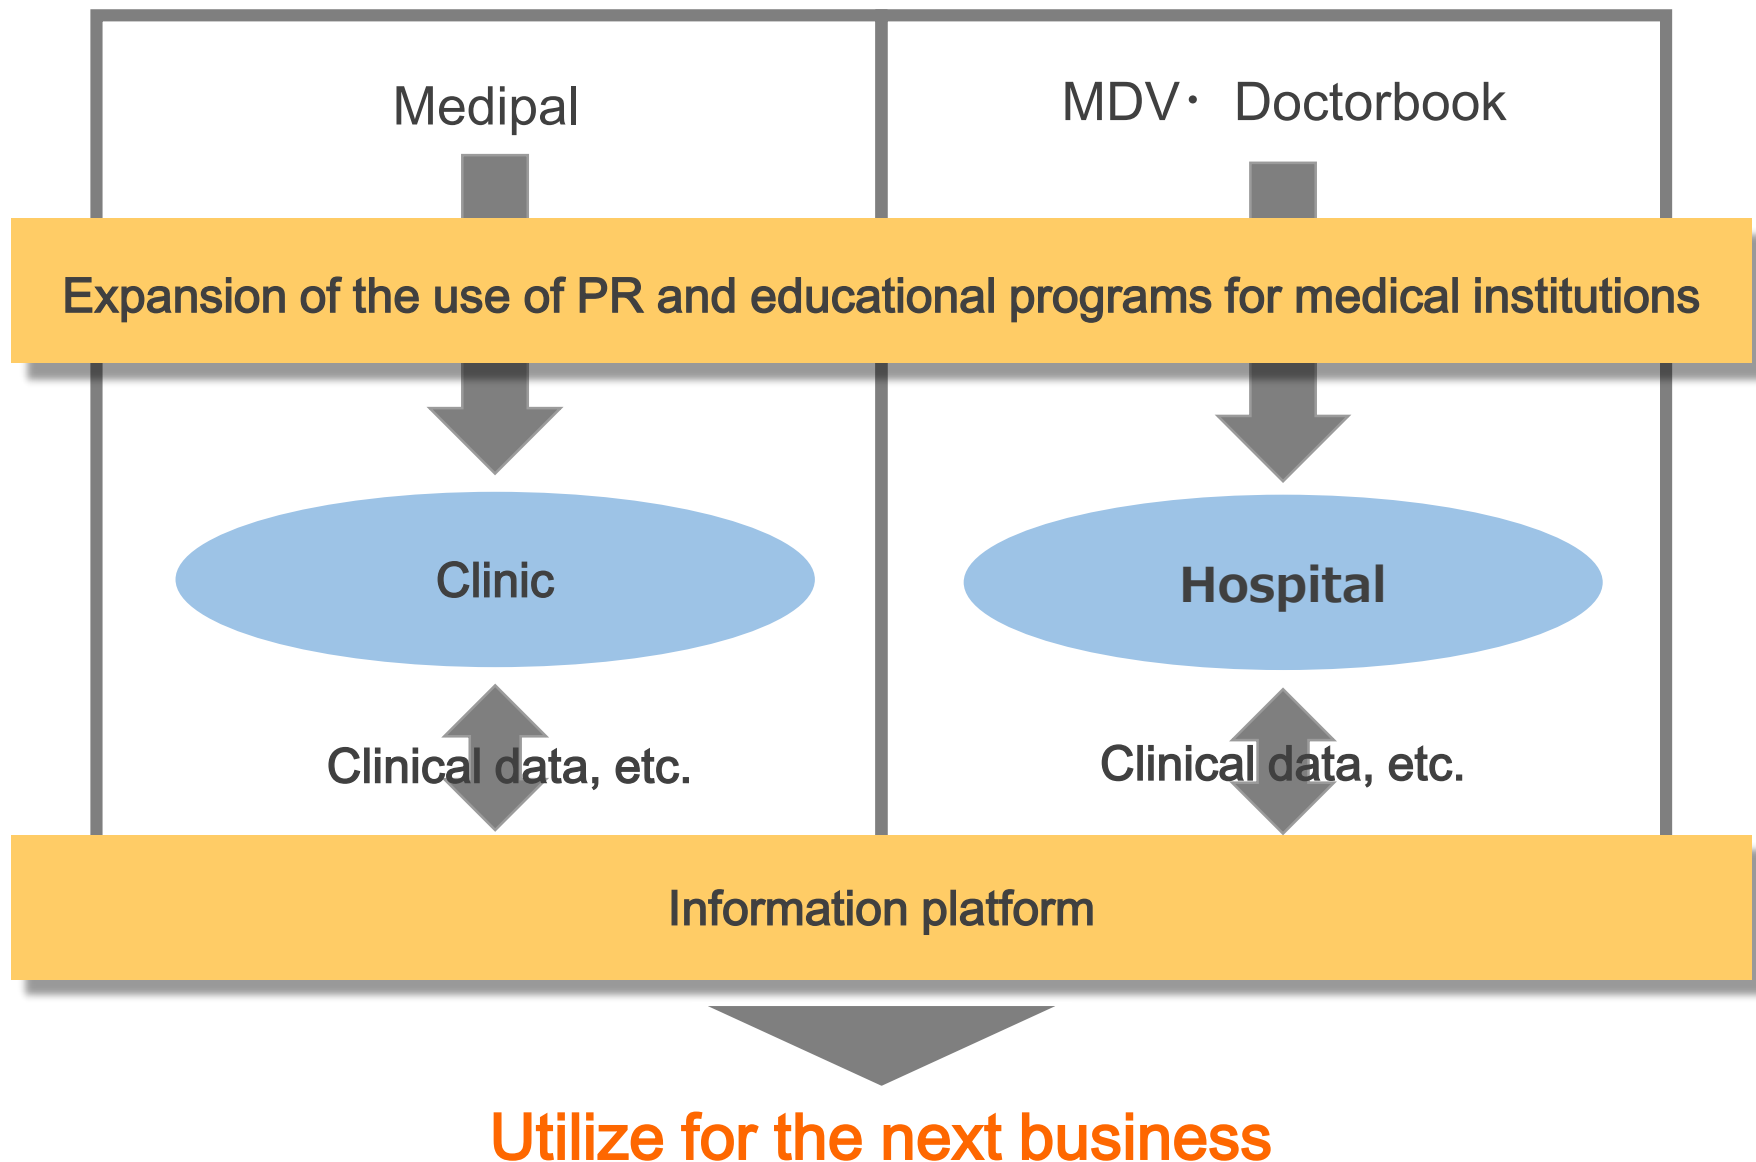 Medipal
MDV・ Doctorbook
Expansion of the use of PR and educational programs for medical institutions
Clinic
Hospital
Clinical data, etc.
Clinical data, etc.
Information platform
Utilize for the next business